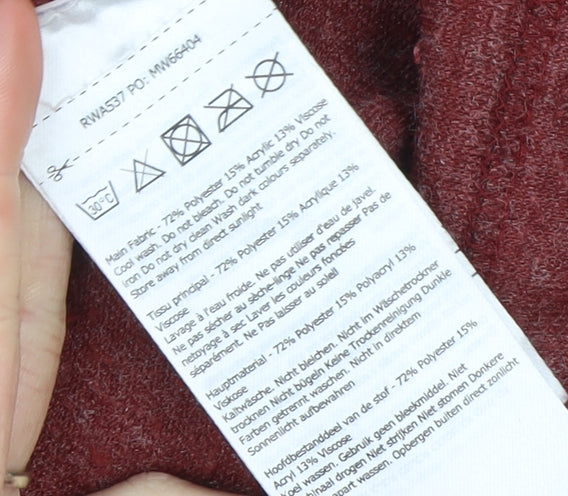 RWA537 PO: MW66404
30°C
Main Fabric - 72% Polyester 15% Acrylic 13% Viscose
Cool wash. Do not bleach. Do not tumble dry Do not
iron Do not dry clean Wash dark colours separately.
Store away from direct sunlight
Tissu principal - 72% Polyester 15% Acrylique 13%
Viscose
Lavage à l'eau froide. Ne pas utiliser d'eau de javel.
Ne pas sécher au sèche-linge Ne pas repasser Pas de
nettoyage à sec Laver les couleurs foncées
séparément. Ne Pas laisser au soleil
Hauptmaterial - 72% Polyester 15% Polyacryl 13%
Viskose
Kaltwäsche. Nicht bleichen. Nicht im Wäschetrockner
trocknen Nicht bügeln Keine Trockenreinigung Dunkle
Farben getrennt waschen. Nicht in direktem
Sonnenlicht aufbewahren
Hoofdbestanddeel van de stof - 72% Polyester 15%
Acryl 13% Viscose
Koel wassen. Gebruik geen bleekmiddel. Niet
drogen Niet strijken Niet stomen Donkere
apart wassen. Opbergen buiten direct zonlicht